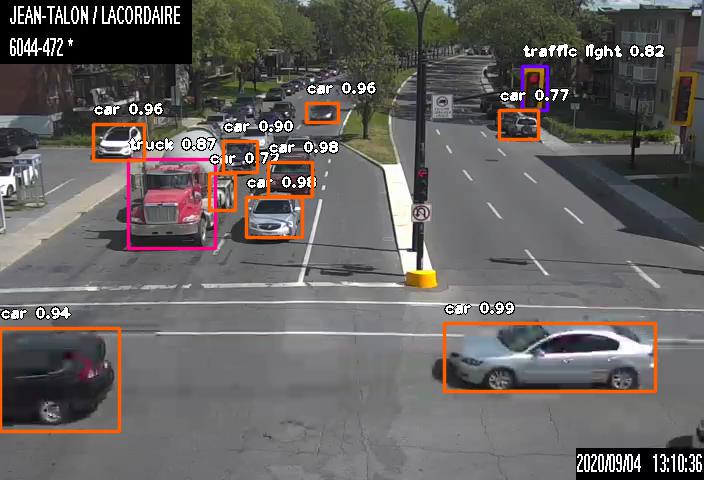 JEAN-TALON / LACORDAIRE
6044-472 *
traffic light 0.82
car 0.77
car 0.96
car 0.96
car 0.90
truck 0.87
car 0.98
car 0.72
car 0.98
car 0.94
car 0.99
2020/09/04 13:10:36